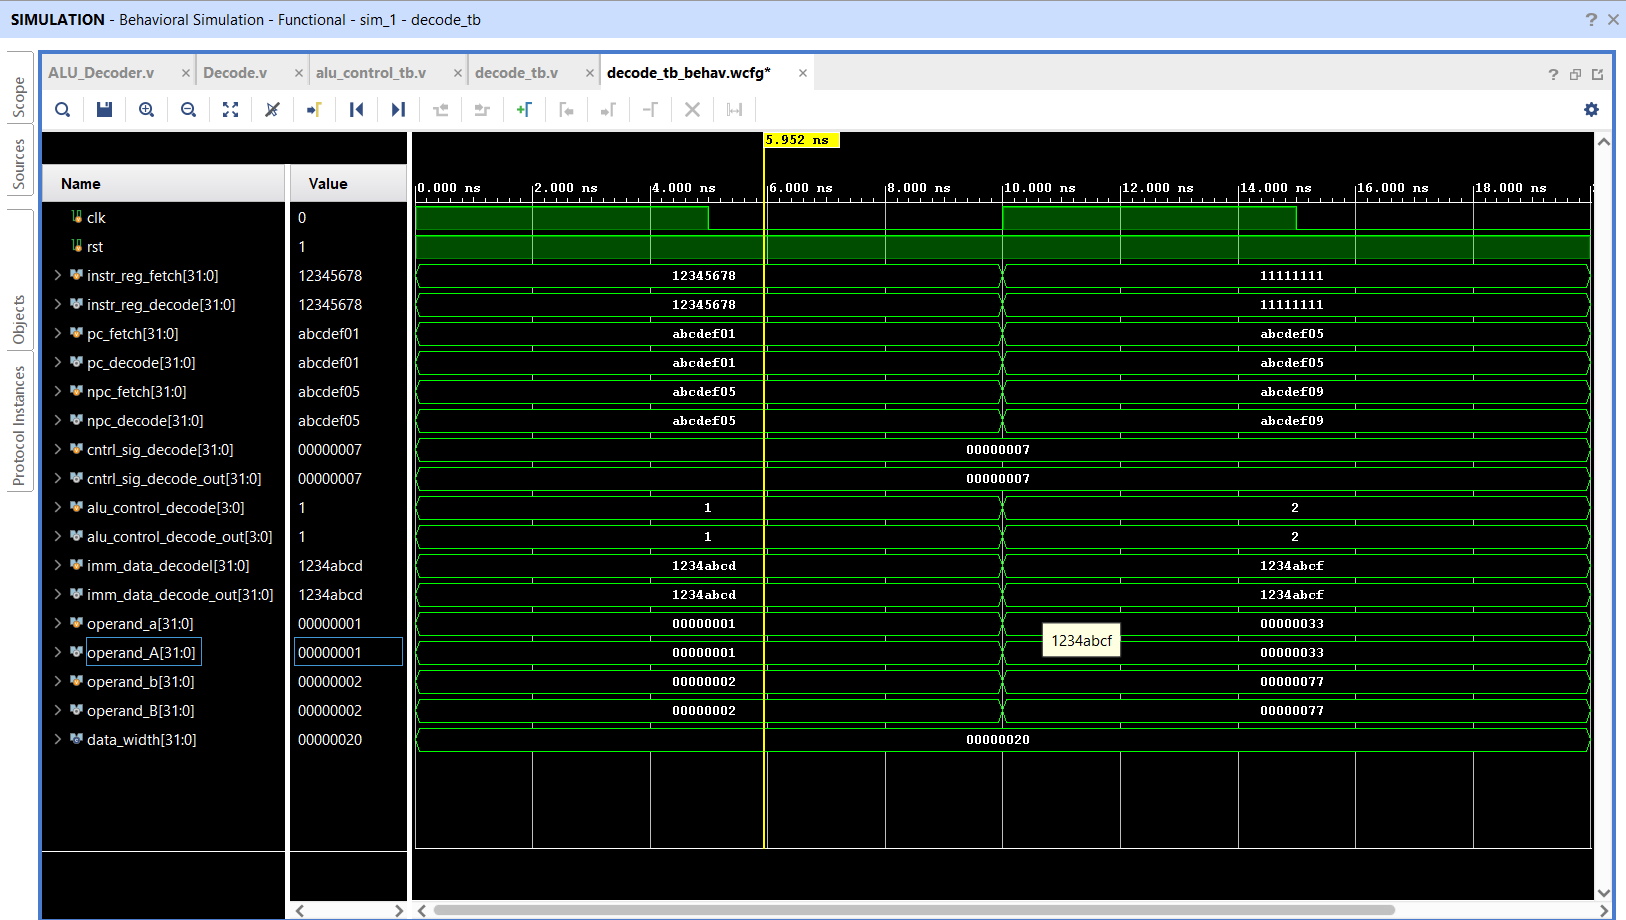 SIMULATION - Behavioral Simulation - Functional - sim_1 - decode_tb
Scope
Sources
Objects
Protocol Instances
ALU_Decoder.v
Decode.v
alu_control_tb.v
decode_tb.v
decode_tb_behav.wcfg*
5.952 ns
Name
Value
0.000 ns 2.000 ns 4.000 ns 6.000 ns 8.000 ns 10.000 ns 12.000 ns 14.000 ns 16.000 ns 18.000 ns
clk 0
rst 1
instr_reg_fetch[31:0] 12345678 12345678 11111111
instr_reg_decode[31:0] 12345678 12345678 11111111
pc_fetch[31:0] abcdef01 abcdef01 abcdef05
pc_decode[31:0] abcdef01 abcdef01 abcdef05
npc_fetch[31:0] abcdef05 abcdef05 abcdef09
npc_decode[31:0] abcdef05 abcdef05 abcdef09
cntrl_sig_decode[31:0] 00000007 00000007
cntrl_sig_decode_out[31:0] 00000007 00000007
alu_control_decode[3:0] 1 1 2
alu_control_decode_out[3:0] 1 1 2
imm_data_decodel[31:0] 1234abcd 1234abcd 1234abcf
imm_data_decode_out[31:0] 1234abcd 1234abcd 1234abcf
operand_a[31:0] 00000001 00000001 00000033
1234abcf
operand_A[31:0] 00000001 00000001 00000033
operand_b[31:0] 00000002 00000002 00000077
operand_B[31:0] 00000002 00000002 00000077
data_width[31:0] 00000020 00000020